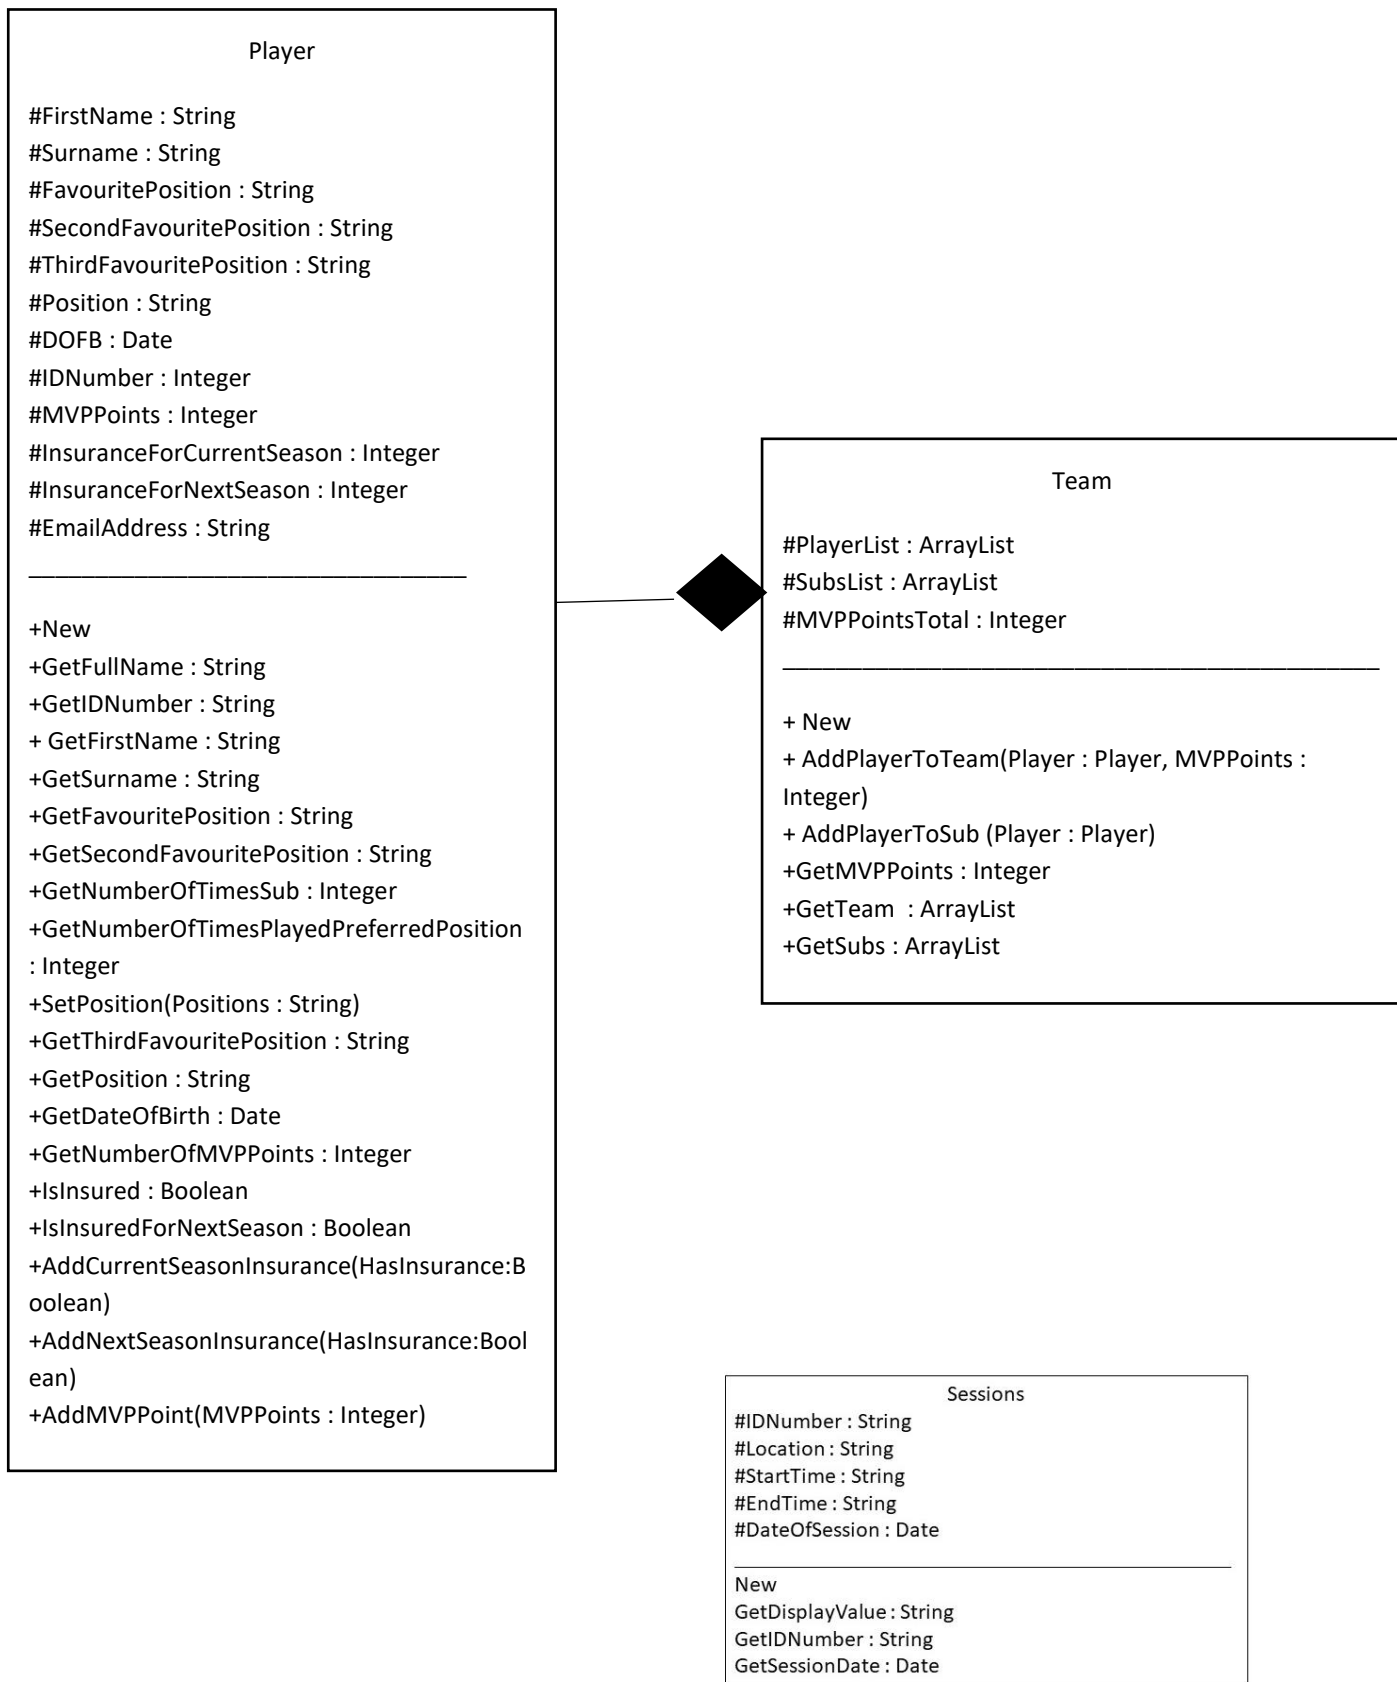 Player
#FirstName : String
#Surname : String
#FavouritePosition : String
#SecondFavouritePosition : String
#ThirdFavouritePosition : String
#Position : String
#DOFB : Date
#IDNumber : Integer
#MVPPoints : Integer
#InsuranceForCurrentSeason : Integer
#InsuranceForNextSeason : Integer
#EmailAddress : String
+New
+GetFullName : String
+GetIDNumber : String
+ GetFirstName : String
+GetSurname : String
+GetFavouritePosition : String
+GetSecondFavouritePosition : String
+GetNumberOfTimesSub : Integer
+GetNumberOfTimesPlayedPreferredPosition
: Integer
+SetPosition(Positions : String)
+GetThirdFavouritePosition : String
+GetPosition : String
+GetDateOfBirth : Date
+GetNumberOfMVPPoints : Integer
+IsInsured : Boolean
+IsInsuredForNextSeason : Boolean
+AddCurrentSeasonInsurance(HasInsurance:B
oolean)
+AddNextSeasonInsurance(HasInsurance:Bool
ean)
+AddMVPPoint(MVPPoints : Integer)
Team
#PlayerList : ArrayList
#SubsList : ArrayList
#MVPPointsTotal : Integer
+ New
+ AddPlayerToTeam(Player : Player, MVPPoints :
Integer)
+ AddPlayerToSub (Player : Player)
+GetMVPPoints : Integer
+GetTeam  : ArrayList
+GetSubs : ArrayList
Sessions
#IDNumber : String
#Location : String
#StartTime : String
#EndTime : String
#DateOfSession : Date
New
GetDisplayValue : String
GetIDNumber : String
GetSessionDate : Date